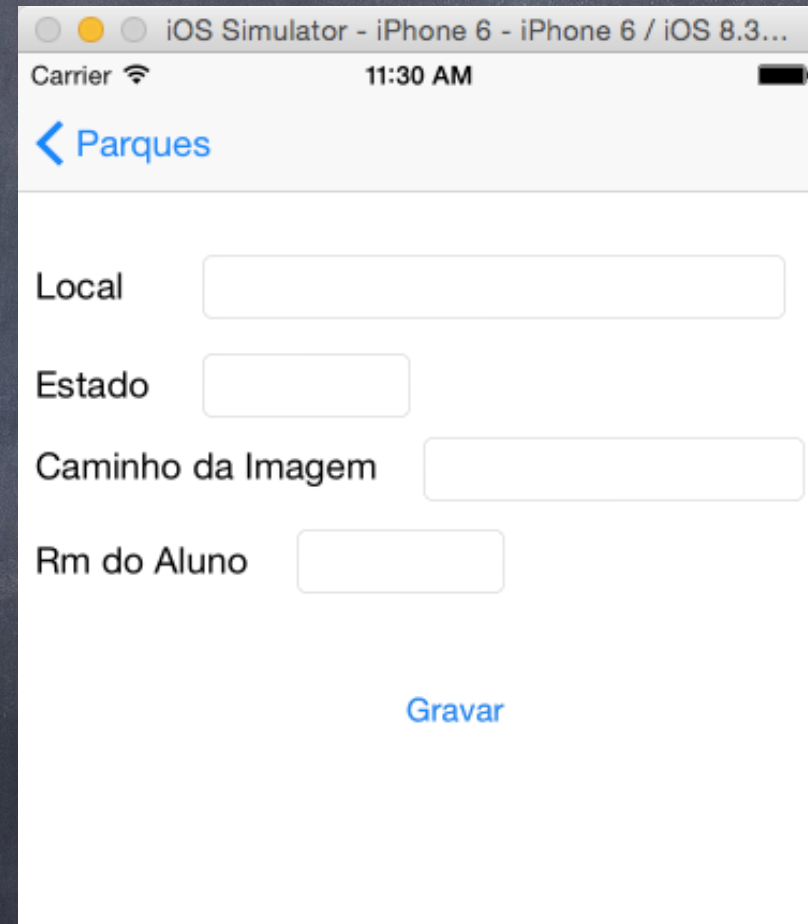 iOS Simulator - iPhone 6 - iPhone 6 / iOS 8.3...
Carrier 11:30 AM
Parques
Local
Estado
Caminho da Imagem
Rm do Aluno
Gravar